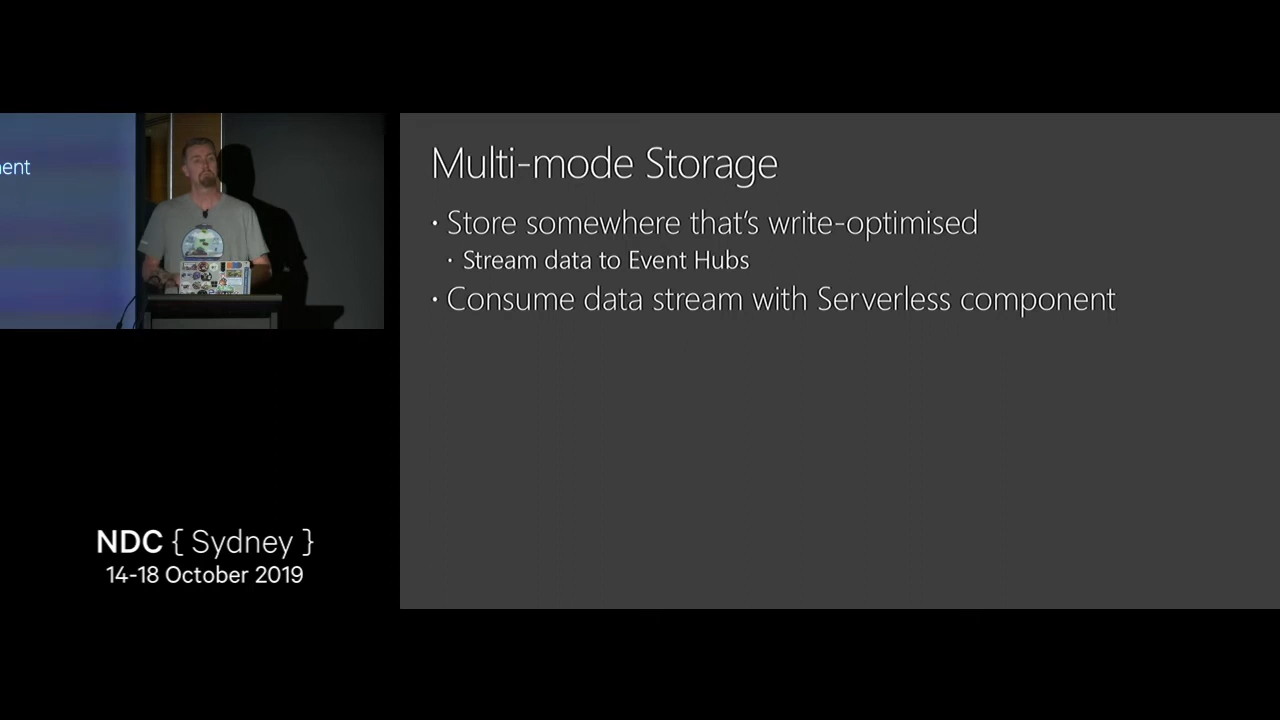 ent
Multi-mode Storage
· Store somewhere that's write-optimised
· Stream data to Event Hubs
· Consume data stream with Serverless component
NDC { Sydney }
14-18 October 2019